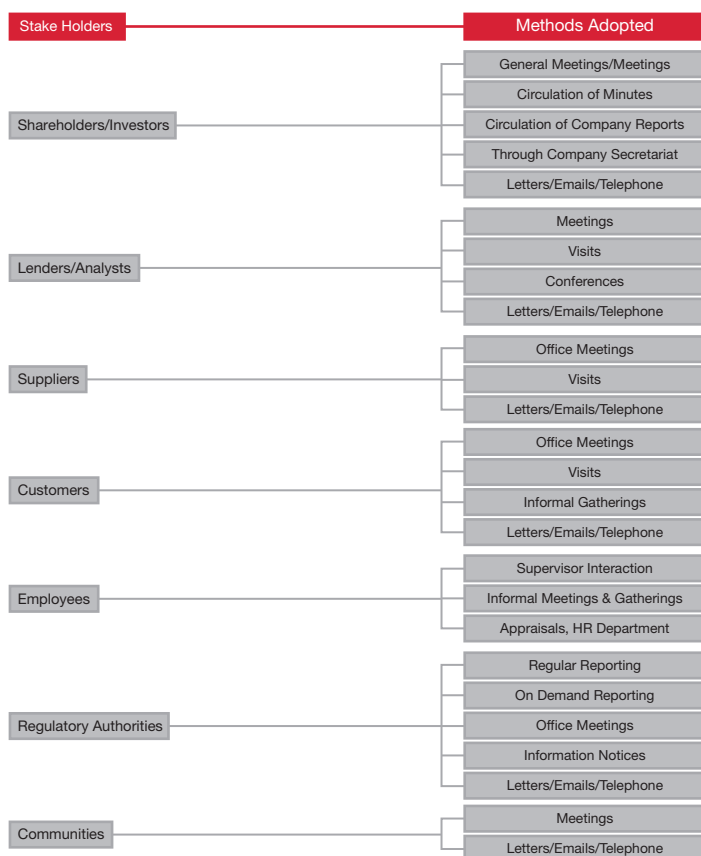 Stake Holders
Methods Adopted
Shareholders/Investors
General Meetings/Meetings
Circulation of Minutes
Circulation of Company Reports
Through Company Secretariat
Letters/Emails/Telephone
Lenders/Analysts
Meetings
Visits
Conferences
Letters/Emails/Telephone
Suppliers
Office Meetings
Visits
Letters/Emails/Telephone
Customers
Office Meetings
Visits
Informal Gatherings
Letters/Emails/Telephone
Employees
Supervisor Interaction
Informal Meetings & Gatherings
Appraisals, HR Department
Regulatory Authorities
Regular Reporting
On Demand Reporting
Office Meetings
Information Notices
Letters/Emails/Telephone
Communities
Meetings
Letters/Emails/Telephone